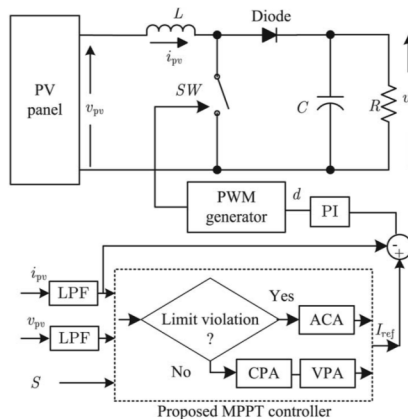 L
Diode
i_pv
PV
panel
v_pv
SW
C
R
v
PWM
generator
d
PI
-
+
i_pv
LPF
v_pv
LPF
S
Limit violation
?
Yes
No
ACA
CPA
VPA
I_ref
Proposed MPPT controller